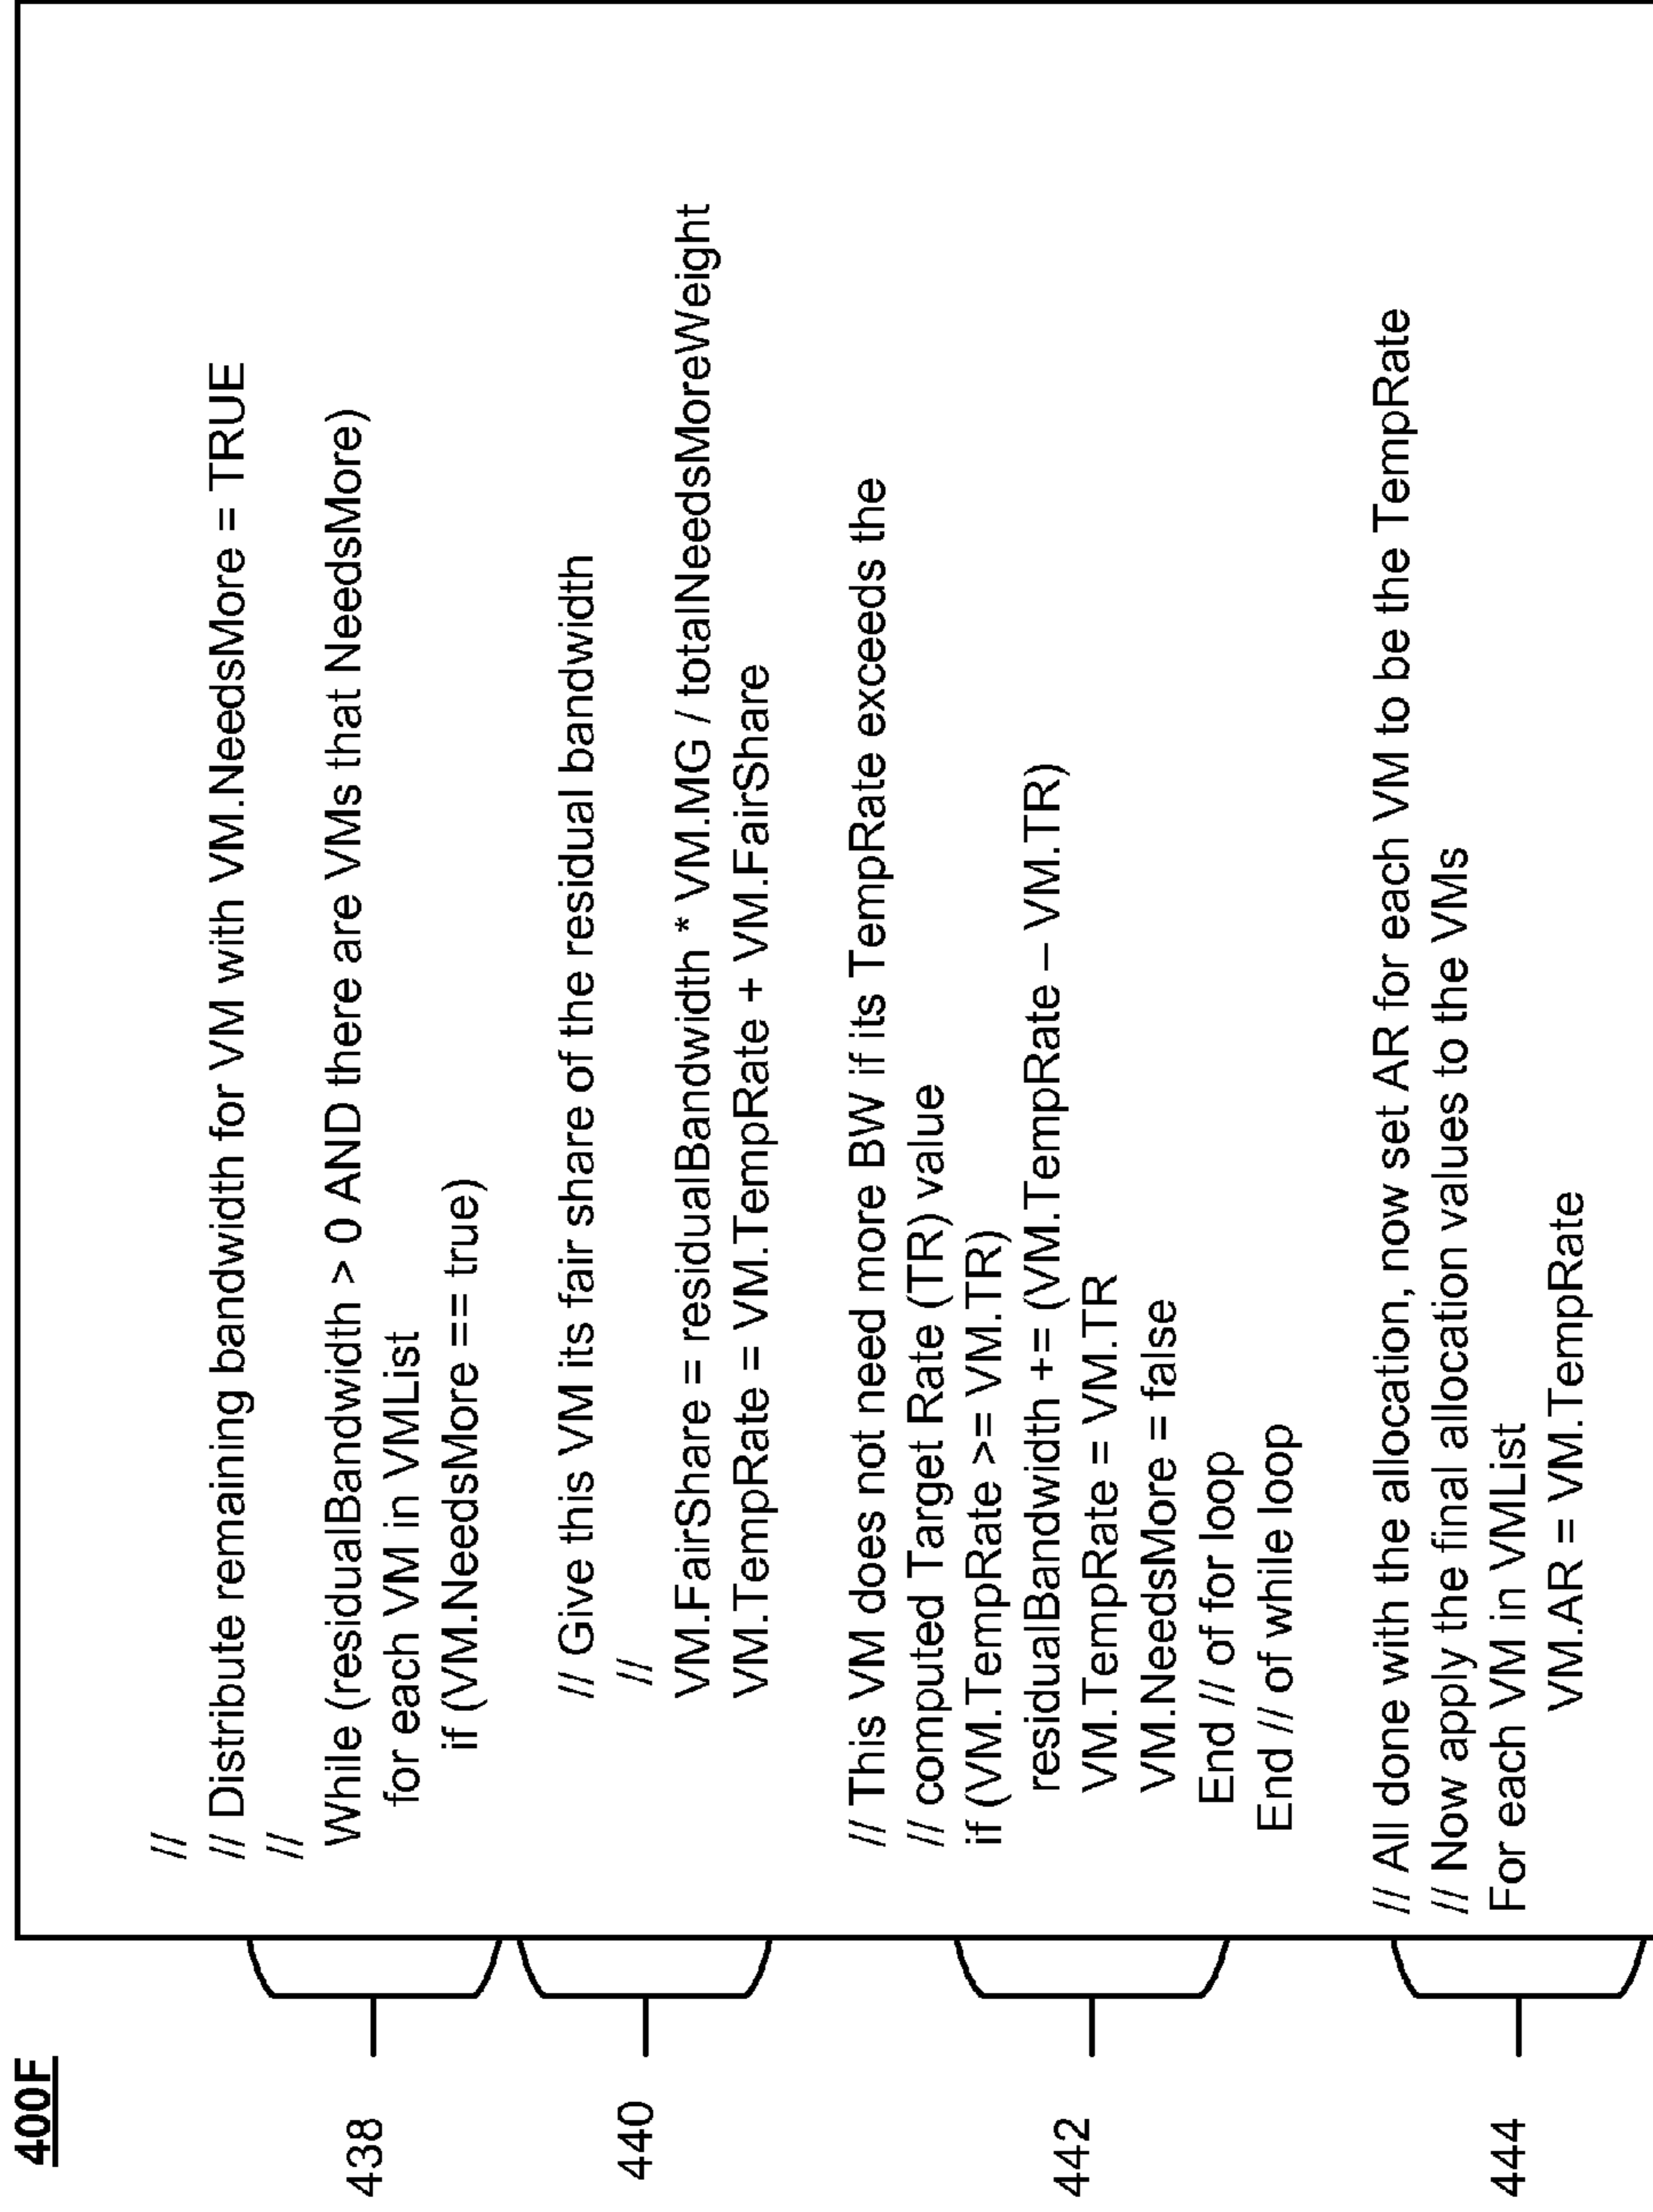 400F
//
// Distribute remaining bandwidth for VM with VM.NeedsMore = TRUE
//
While (residualBandwidth > 0 AND there are VMs that NeedsMore)
for each VM in VMList
if (VM.NeedsMore == true)
438
// Give this VM its fair share of the residual bandwidth
//
VM.FairShare = residualBandwidth * VM.MG / totalNeedsMoreWeight
VM.TempRate = VM.TempRate + VM.FairShare
440
// This VM does not need more BW if its TempRate exceeds the
// computed Target Rate (TR) value
if (VM.TempRate >= VM.TR)
residualBandwidth += (VM.TempRate – VM.TR)
VM.TempRate = VM.TR
VM.NeedsMore = false
End // of for loop
End // of while loop
442
// All done with the allocation, now set AR for each VM to be the TempRate
// Now apply the final allocation values to the VMs
For each VM in VMList
VM.AR = VM.TempRate
444